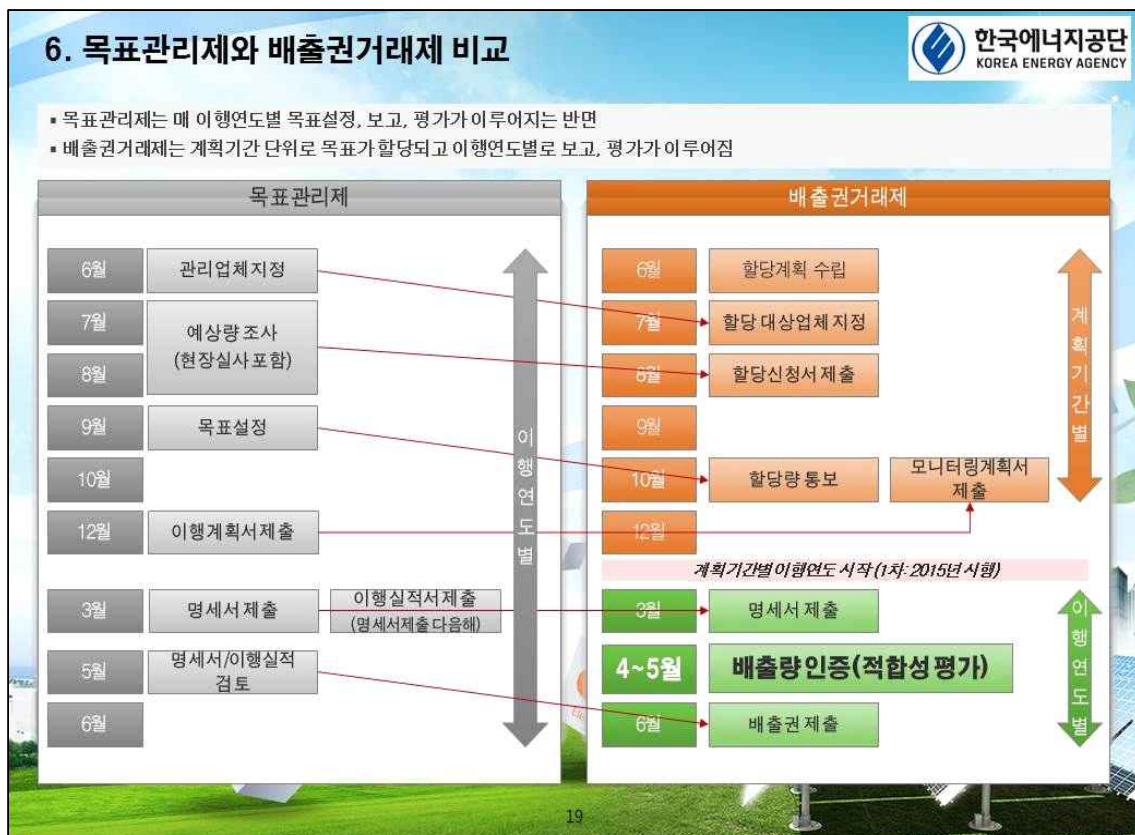 6. 목표관리제와 배출권거래제 비교
한국에너지공단
KOREA ENERGY AGENCY
▪ 목표관리제는 매 이행연도별 목표설정, 보고, 평가가 이루어지는 반면
▪ 배출권거래제는 계획기간 단위로 목표가 할당되고 이행연도별로 보고, 평가가 이루어짐
목표관리제
6월 관리업체지정
7월
8월
예상량 조사
(현장실사 포함)
9월 목표설정
10월
12월 이행계획서제출
3월 명세서 제출
이행실적서제출
(명세서제출 다음해)
5월
명세서/이행실적
검토
6월
이행연도별
배출권거래제
6월 할당계획 수립
7월 할당 대상업체 지정
8월 할당신청서 제출
9월
10월 할당량 통보
모니터링계획서
제출
12월
계획기간별
계획기간별 이행연도 시작 (1차: 2015년 시행)
3월 명세서 제출
4~5월 배출량 인증(적합성 평가)
6월 배출권 제출
이행연도별
19